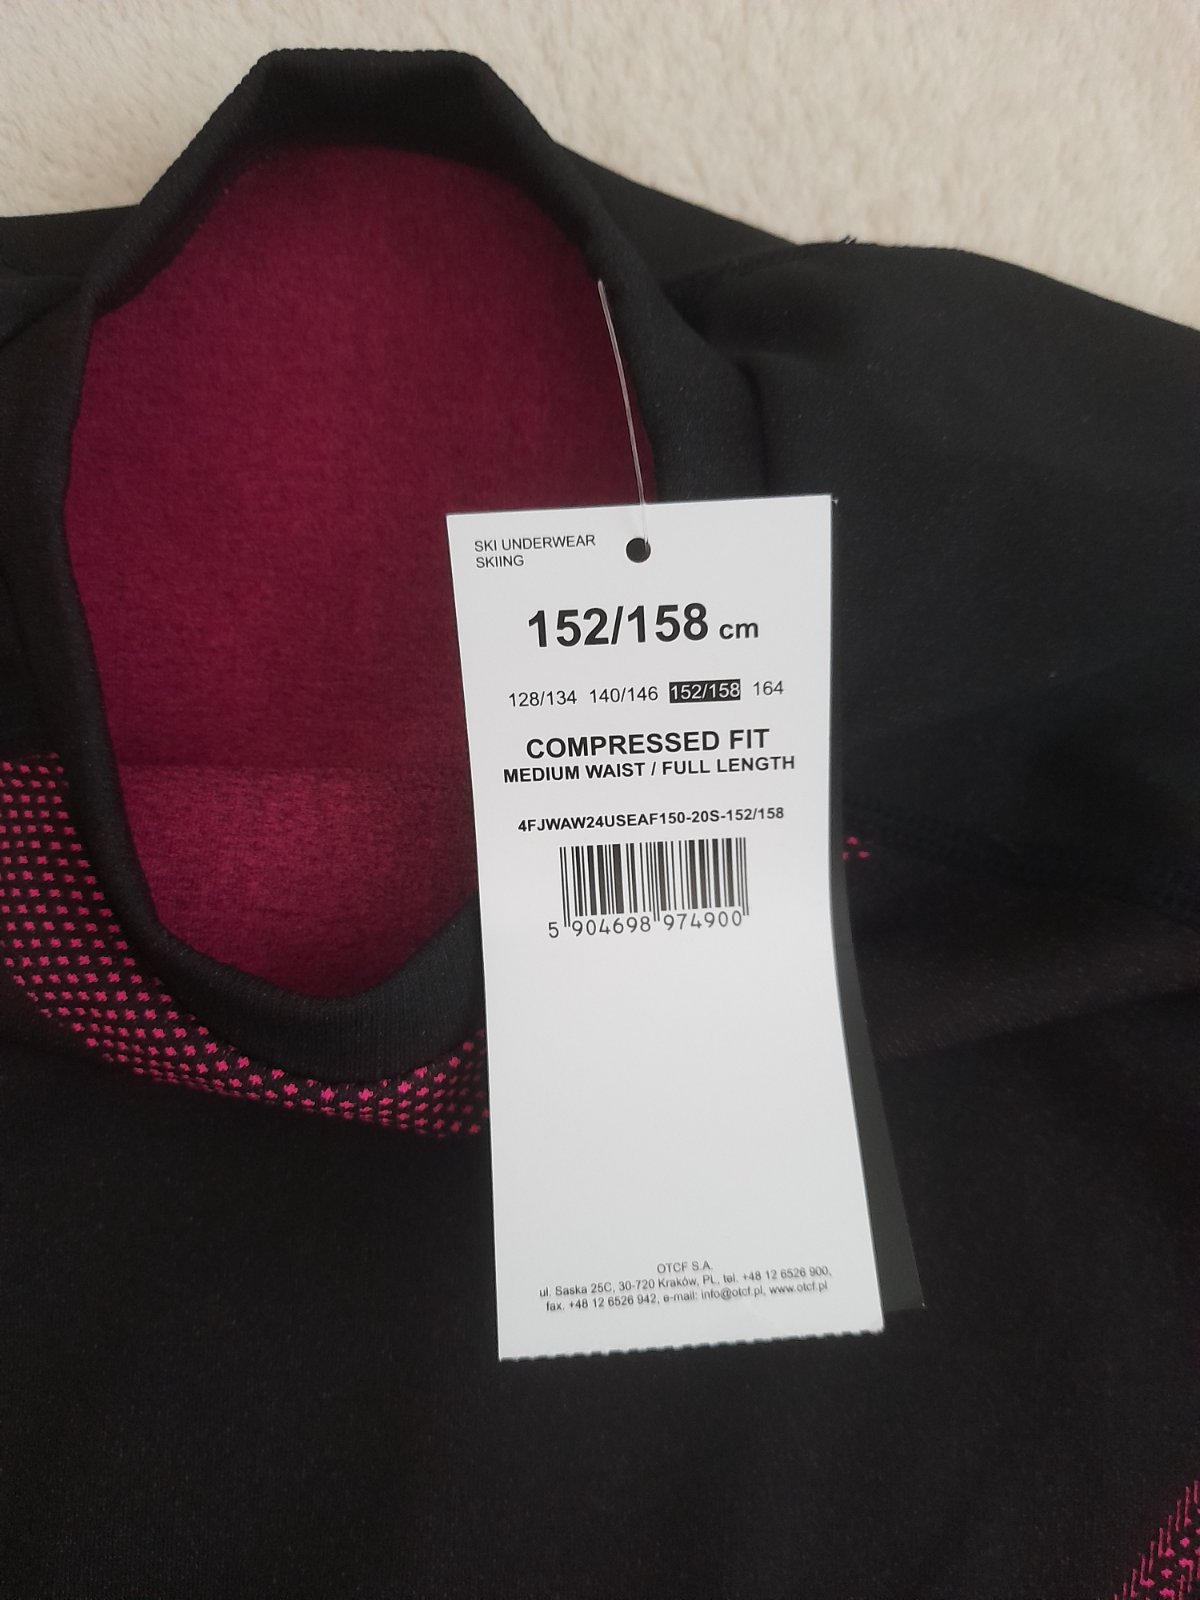 SKI UNDERWEAR
SKIING
152/158 cm
128/134 140/146 152/158 164
COMPRESSED FIT
MEDIUM WAIST / FULL LENGTH
4FJWAW24USEAF150-20S-152/158
5 904698 974900
OTCF S.A.
ul. Saska 25C, 30-720 Kraków, PL, tel. +48 12 6526 900,
fax. +48 12 6526 942, e-mail: info@otcf.pl, www.otcf.pl